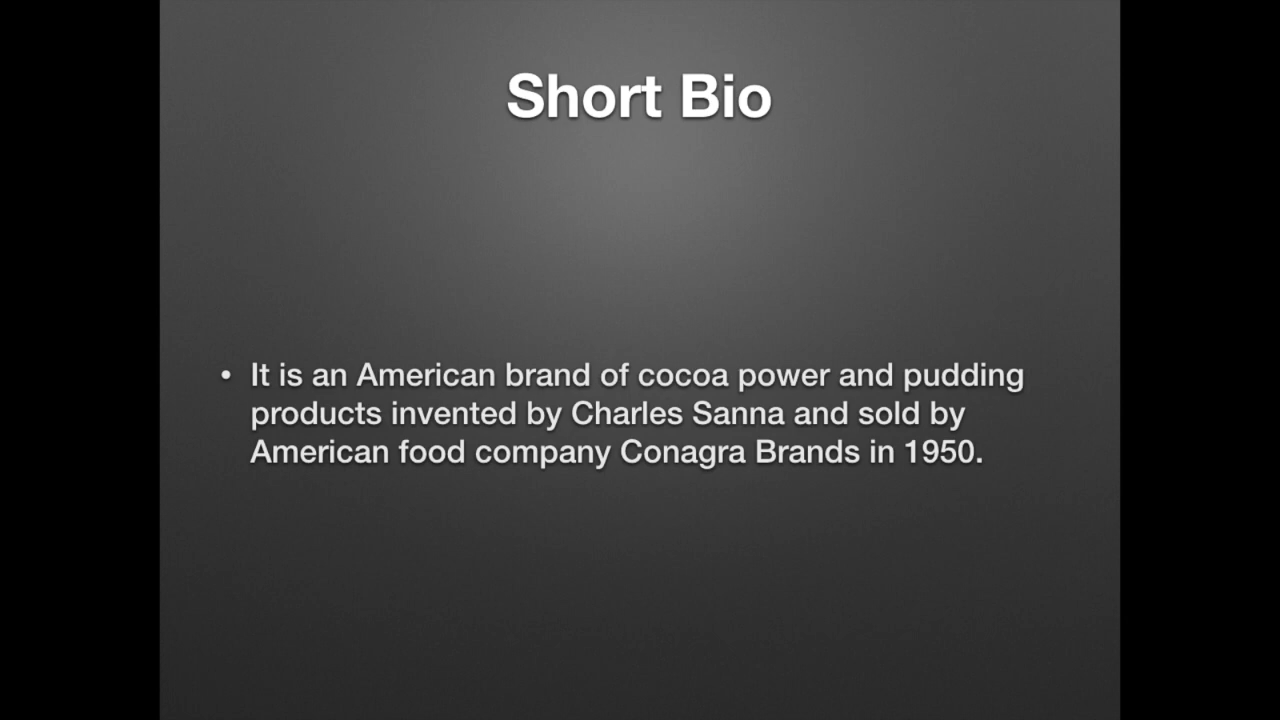 Short Bio
• It is an American brand of cocoa power and pudding
products invented by Charles Sanna and sold by
American food company Conagra Brands in 1950.